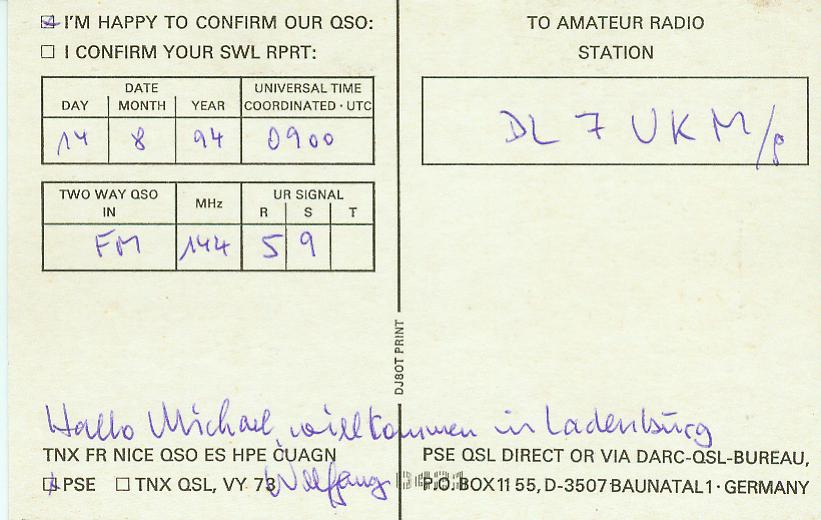 ☒ I'M HAPPY TO CONFIRM OUR QSO:
☐ I CONFIRM YOUR SWL RPRT:
DATE
DAY MONTH YEAR
UNIVERSAL TIME
COORDINATED · UTC
14 8 94 0900
TWO WAY QSO
IN
MHz
UR SIGNAL
R S T
FM 144 5 9
TO AMATEUR RADIO
STATION
DL 7 UKM/p
DJ8OT PRINT
Hallo Michael, willkommen in Ladenburg
TNX FR NICE QSO ES HPE CUAGN
☒ PSE ☐ TNX QSL, VY 73 Wolfgang
PSE QSL DIRECT OR VIA DARC-QSL-BUREAU,
P.O. BOX 11 55, D-3507 BAUNATAL 1 · GERMANY